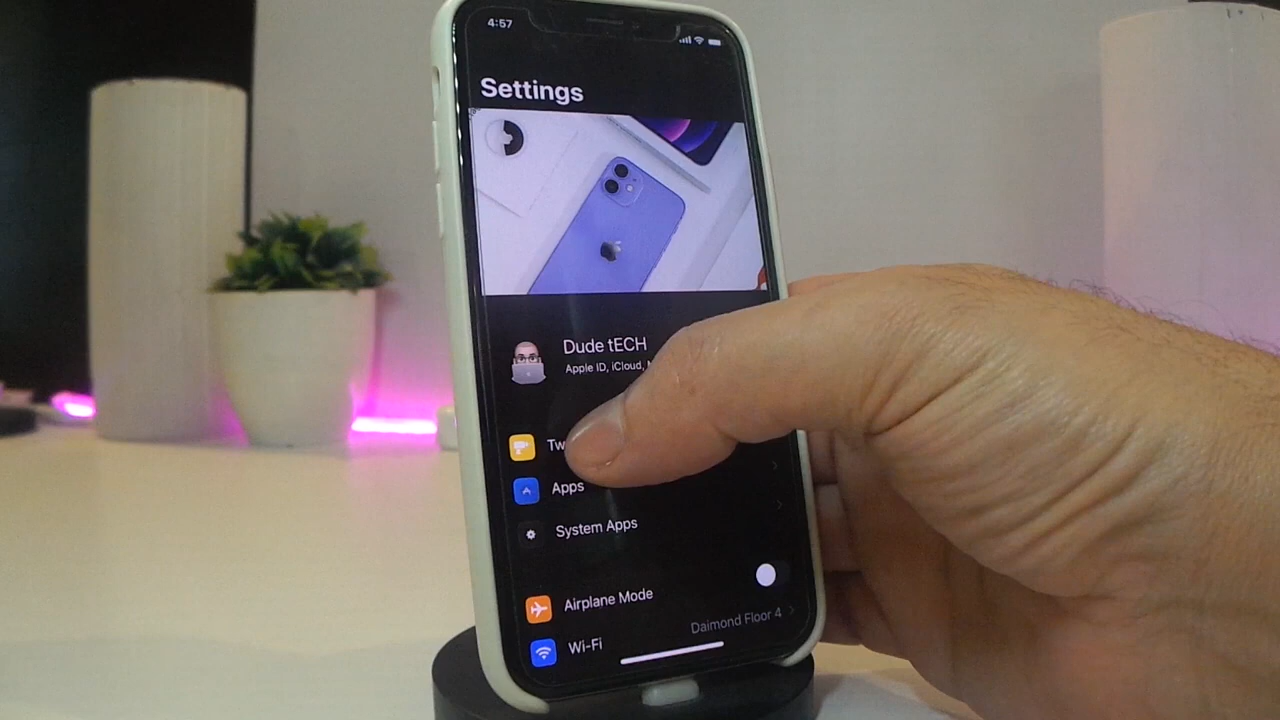 4:57
Settings
Dude tECH
Apple ID, iCloud,
Apps
System Apps
Airplane Mode
Wi-Fi
Daimond Floor 4